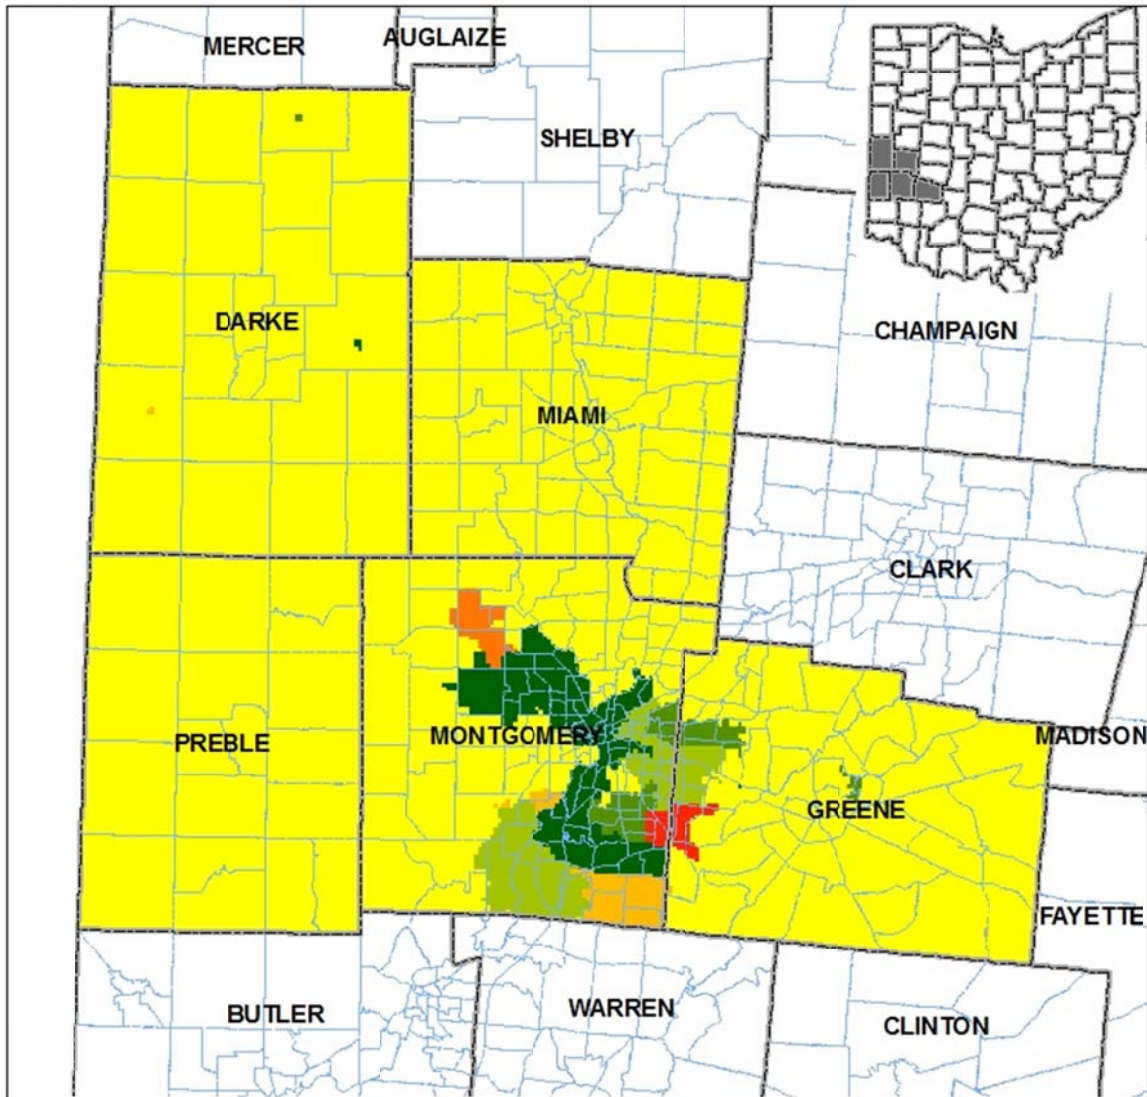 MERCER
AUGLAIZE
SHELBY
DARKE
CHAMPAIGN
MIAMI
CLARK
PREBLE
MONTGOMERY
MADISON
GREENE
FAYETTE
BUTLER
WARREN
CLINTON